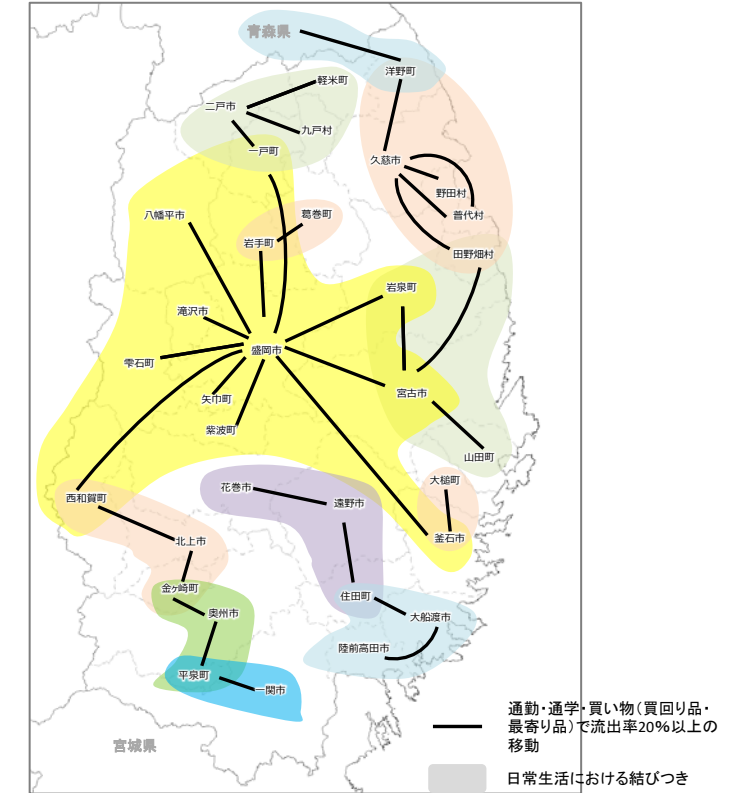 青森県
洋野町
軽米町
二戸市
九戸村
一戸町
久慈市
野田村
普代村
八幡平市
葛巻町
岩手町
田野畑村
岩泉町
滝沢市
盛岡市
雫石町
宮古市
矢巾町
紫波町
山田町
大槌町
花巻市
西和賀町
遠野市
釜石市
北上市
金ヶ崎町
住田町
奥州市
大船渡市
陸前高田市
平泉町
一関市
宮城県
通勤・通学・買い物（買回り品・
最寄り品）で流出率20％以上の
移動
日常生活における結びつき